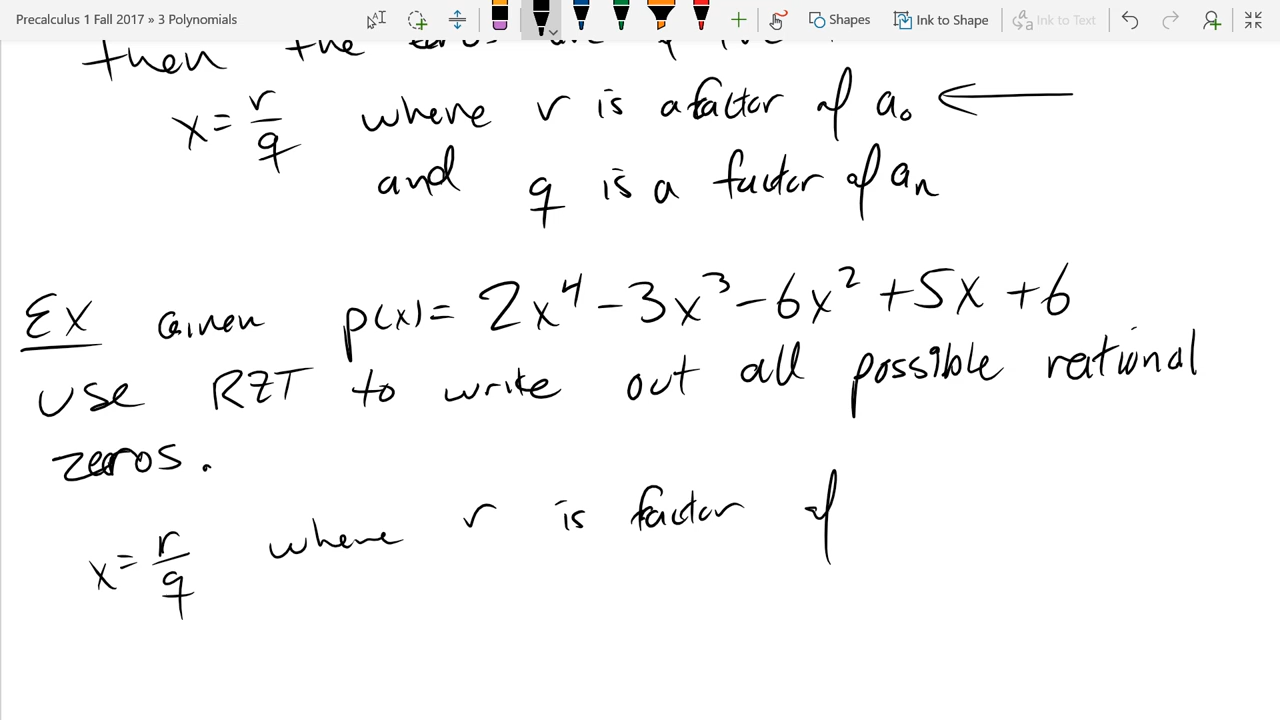 Precalculus 1 Fall 2017 » 3 Polynomials
Shapes Ink to Shape Ink to Text
then the
x = r/q where r is a factor of a₀ ←
and q is a factor of aₙ
Ex Given p(x) = 2x⁴ - 3x³ - 6x² + 5x + 6
use RZT to write out all possible rational
zeros.
x = r/q where r is factor of